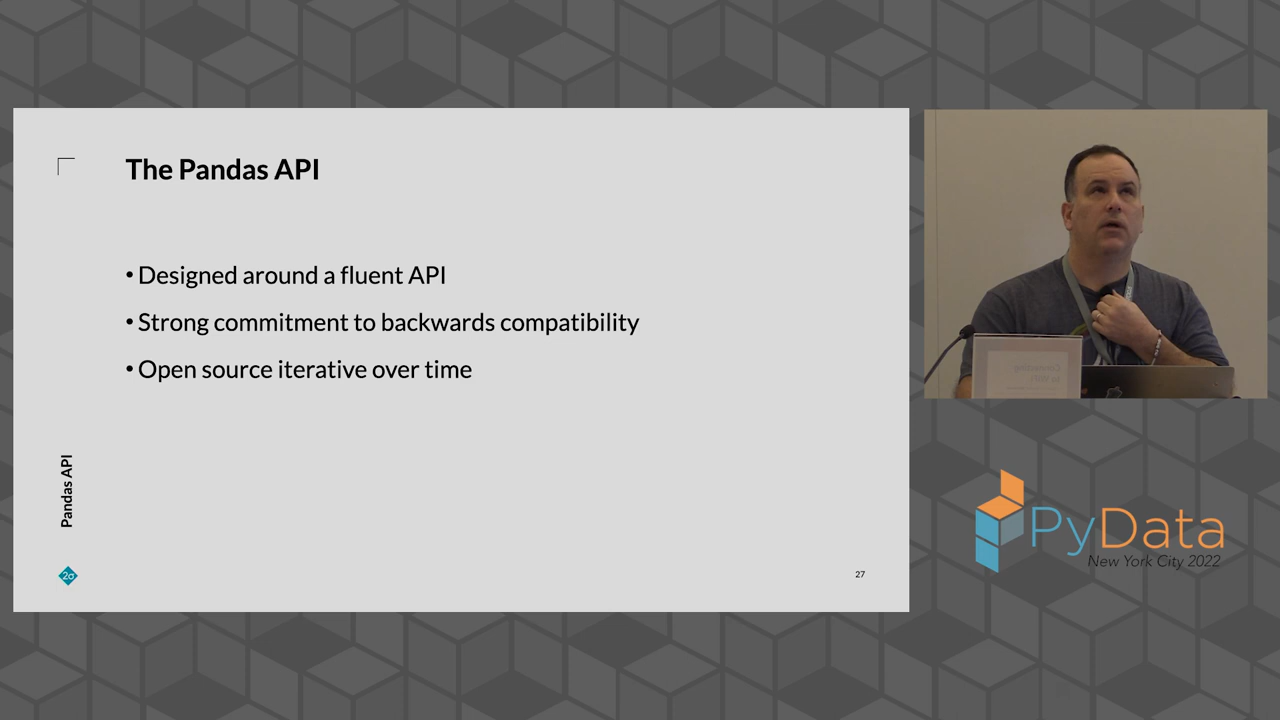 The Pandas API
• Designed around a fluent API
• Strong commitment to backwards compatibility
• Open source iterative over time
Pandas API
2σ
27
PyData
New York City 2022